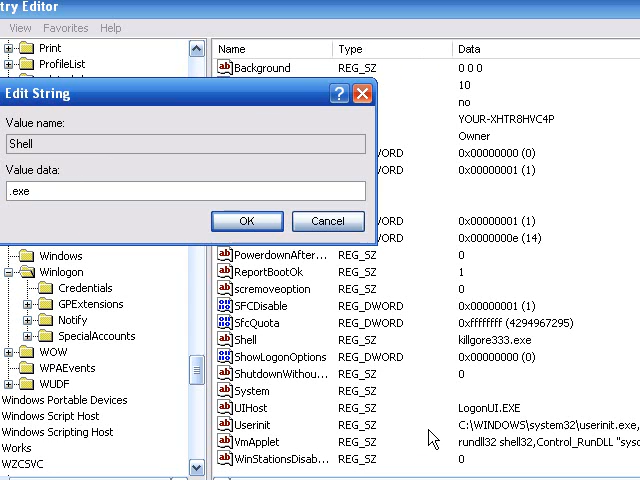 try Editor
View Favorites Help
Print
ProfileList
Name Type Data
Background REG_SZ 0 0 0
10
no
YOUR-XHTR8HVC4P
Owner
WORD 0x00000000 (0)
WORD 0x00000001 (1)
0x00000001 (1)
WORD 0x0000000e (14)
Edit String
Value name:
Shell
Value data:
.exe
OK Cancel
Windows
Winlogon
Credentials
GPExtensions
Notify
SpecialAccounts
WOW
WPAEvents
WUDF
Windows Portable Devices
Windows Script Host
Windows Scripting Host
Works
WZCSVC
PowerdownAfter... REG_SZ 0
ReportBootOk REG_SZ 1
scremoveoption REG_SZ 0
SFCDisable REG_DWORD 0x00000001 (1)
SfcQuota REG_DWORD 0xffffffff (4294967295)
Shell REG_SZ killgore333.exe
ShowLogonOptions REG_DWORD 0x00000000 (0)
ShutdownWithou... REG_SZ 0
System REG_SZ
UIHost REG_SZ LogonUI.EXE
Userinit REG_SZ C:\WINDOWS\system32\userinit.exe,
VmApplet REG_SZ rundll32 shell32,Control_RunDLL "sysd
WinStationsDisab... REG_SZ 0